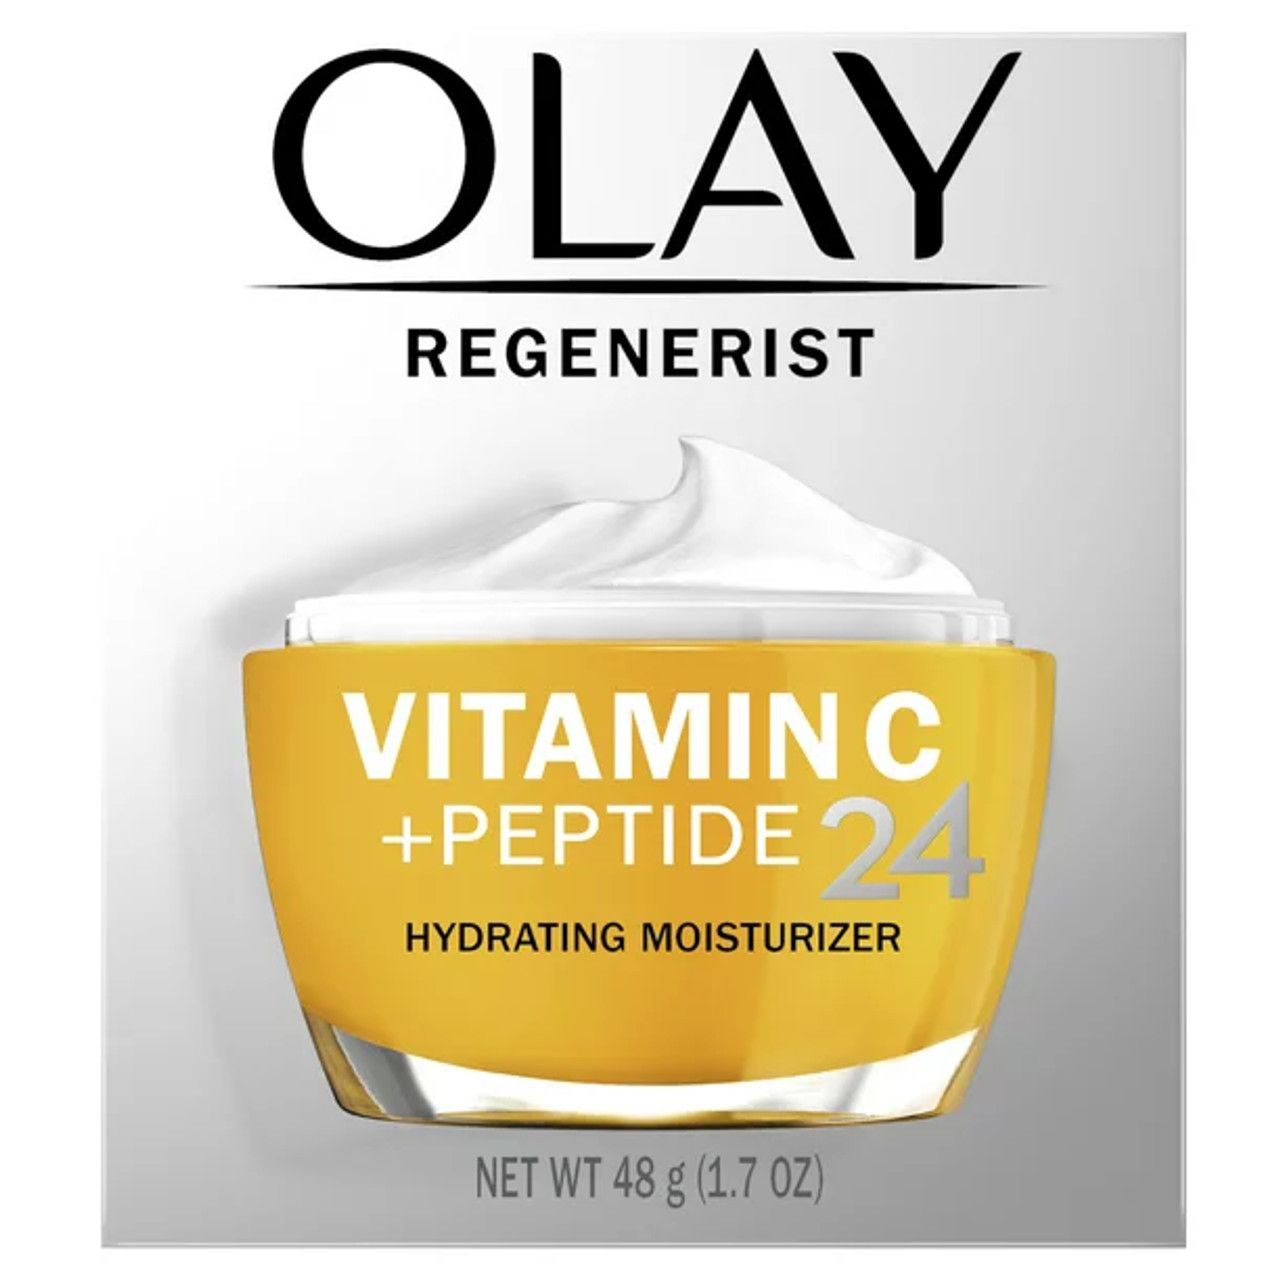 OLAY
REGENERIST
VITAMIN C
+PEPTIDE 24
HYDRATING MOISTURIZER
NET WT 48 g (1.7 OZ)